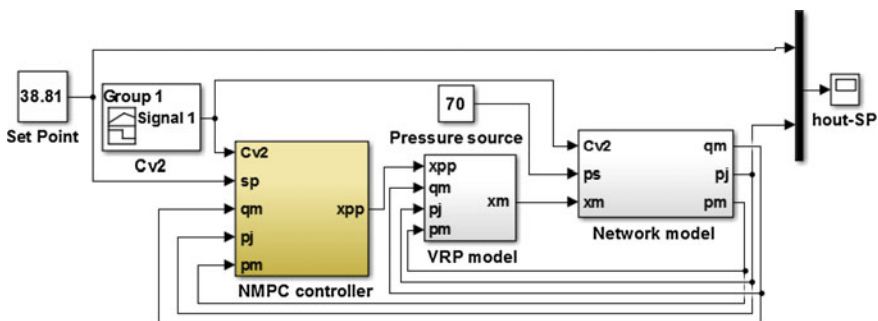 38.81
Set Point
Group 1
Signal 1
Cv2
70
Pressure source
Cv2
sp
qm
pj
pm
xpp
NMPC controller
xpp
qm
pj
pm
xm
VRP model
Cv2
ps
xm
qm
pj
pm
Network model
hout-SP